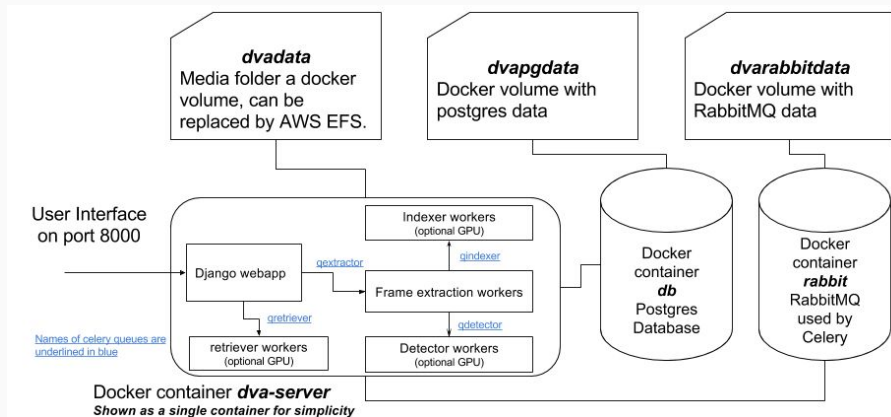 dvadata
Media folder a docker
volume, can be
replaced by AWS EFS.
dvapgdata
Docker volume with
postgres data
dvarabbitdata
Docker volume with
RabbitMQ data
User Interface
on port 8000
Indexer workers
(optional GPU)
qextractor
qindexer
Django webapp
Frame extraction workers
qretriever
qdetector
Names of celery queues are
underlined in blue
retriever workers
(optional GPU)
Detector workers
(optional GPU)
Docker
container
db
Postgres
Database
Docker
container
rabbit
RabbitMQ
used by
Celery
Docker container dva-server
Shown as a single container for simplicity